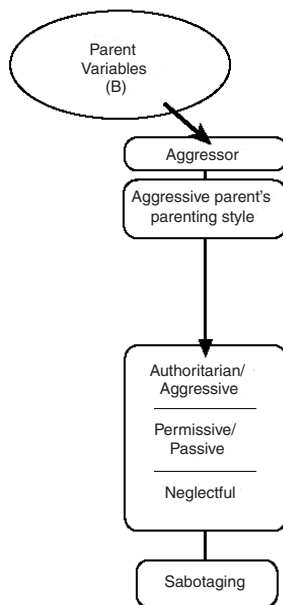 Parent
Variables
(B)
Aggressor
Aggressive parent's
parenting style
Authoritarian/
Aggressive
Permissive/
Passive
Neglectful
Sabotaging